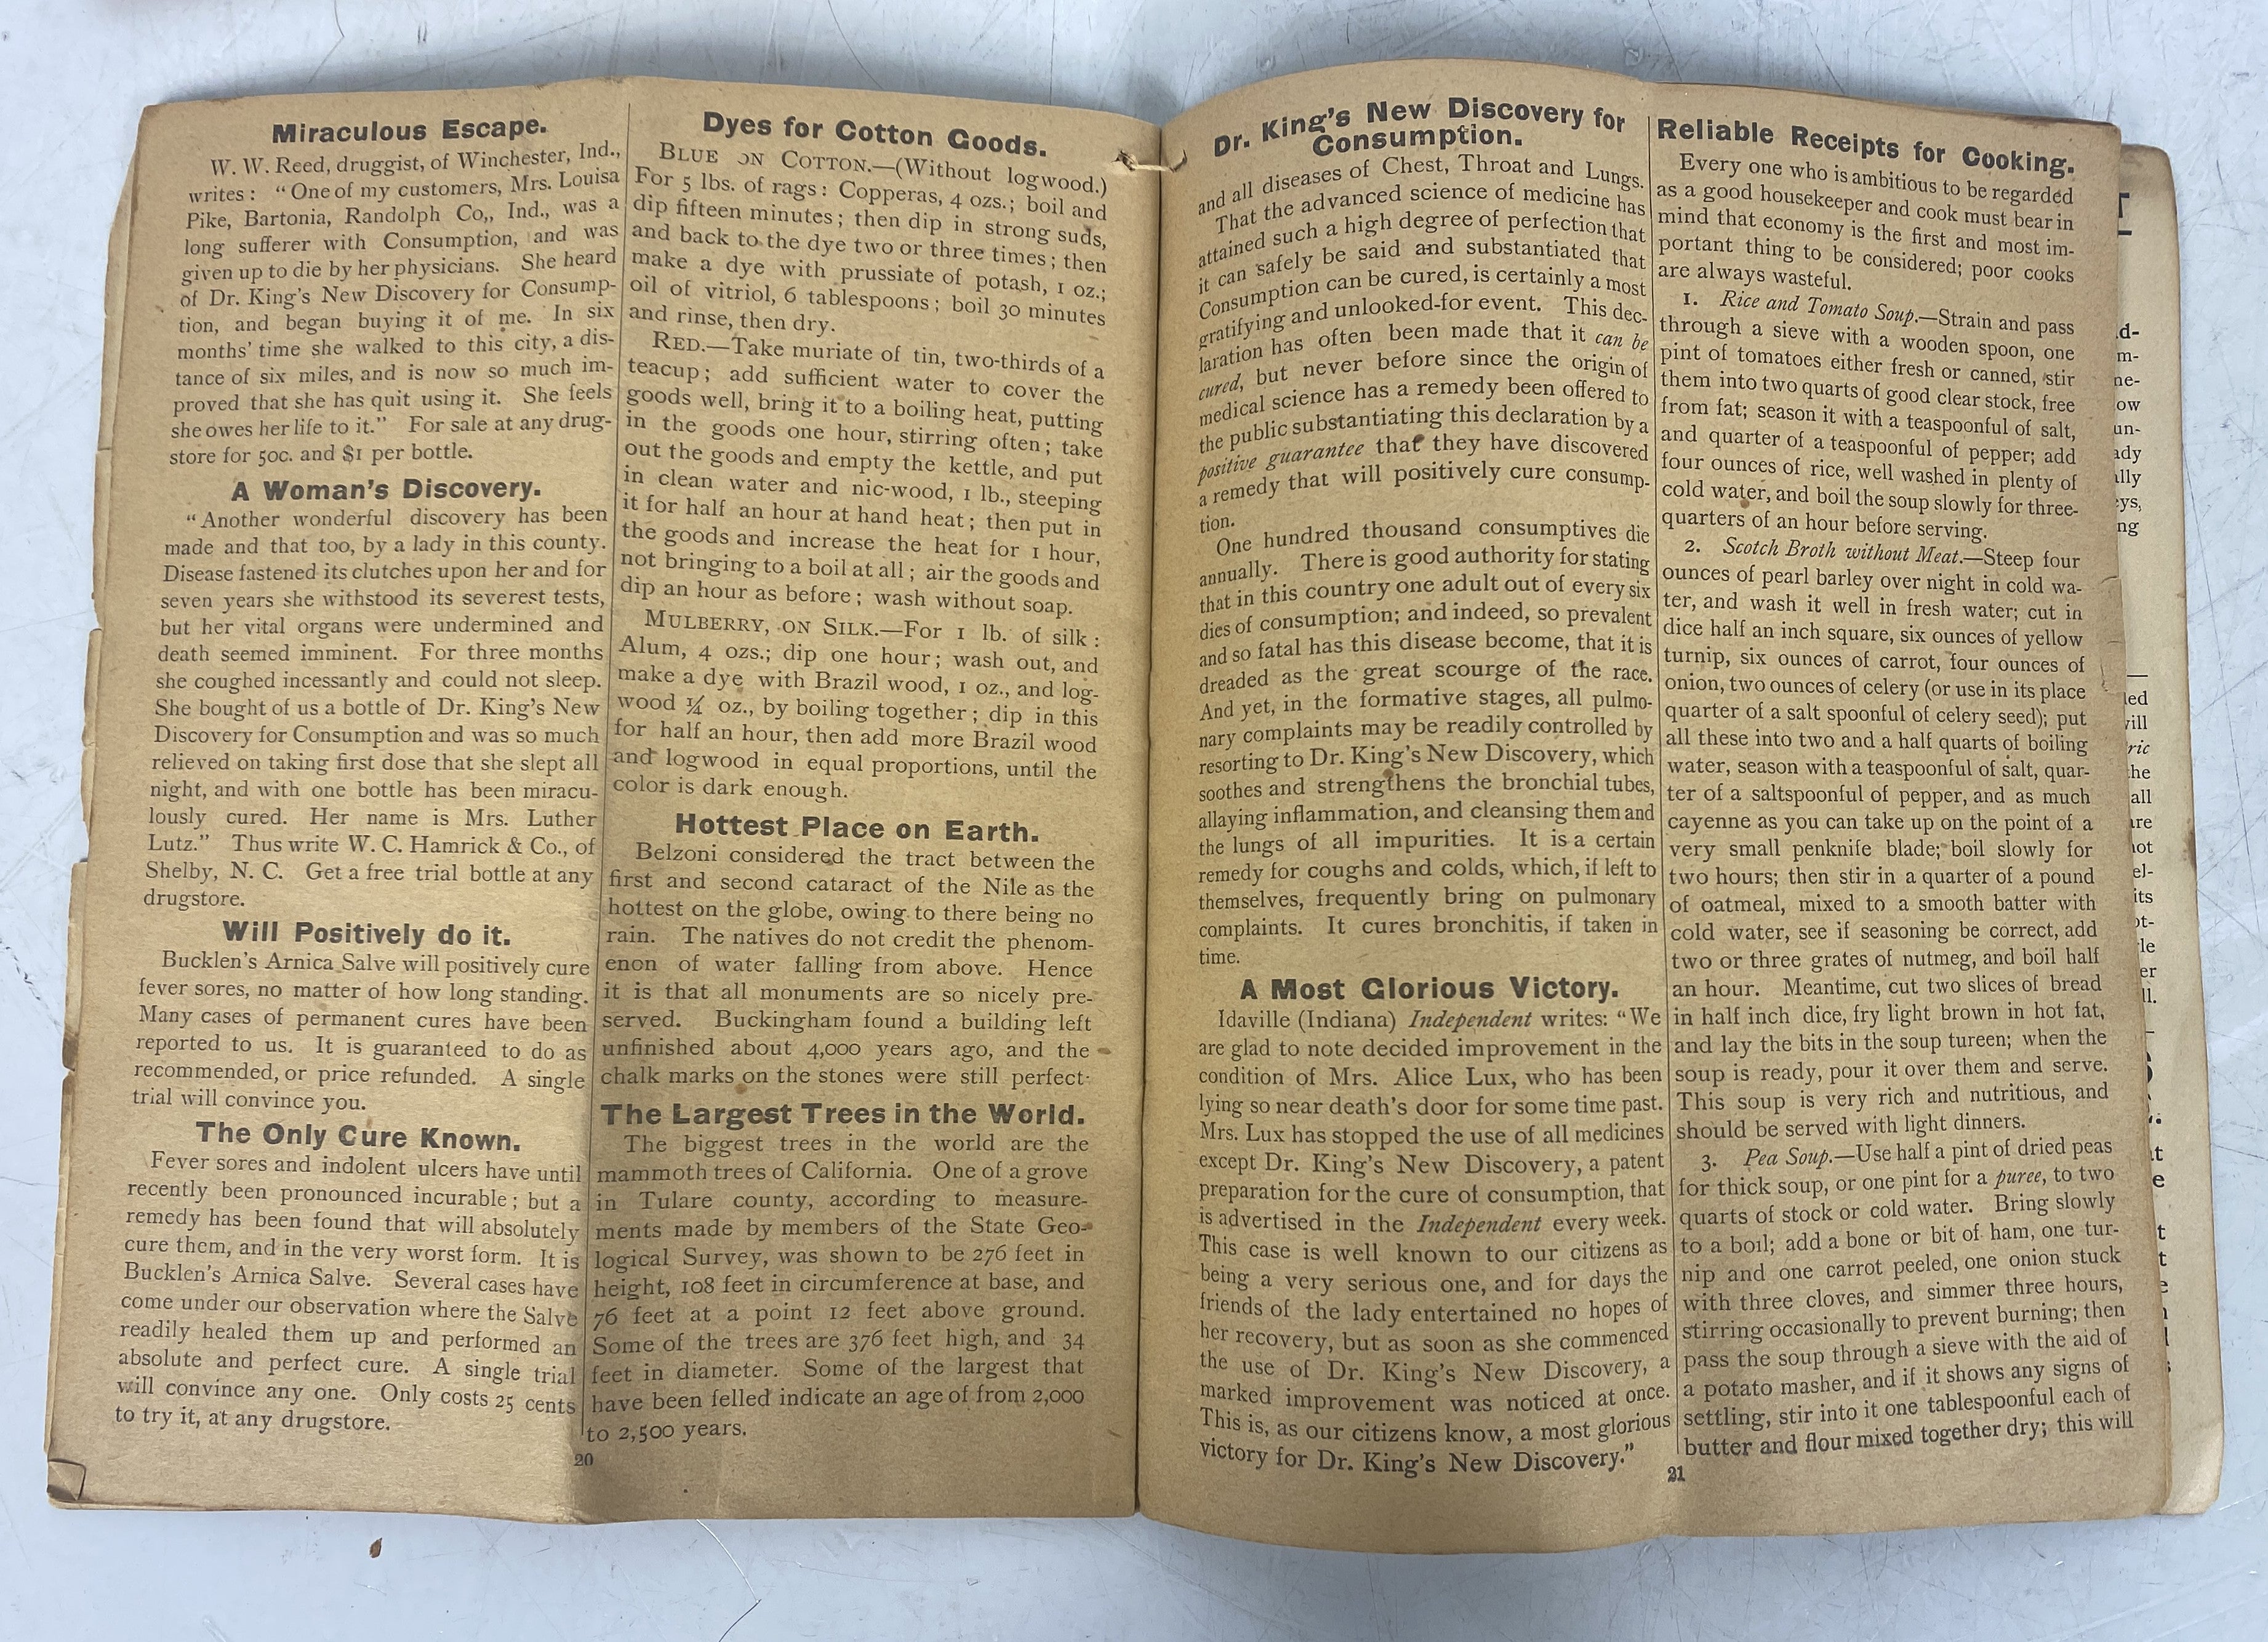 Miraculous Escape.
W. W. Reed, druggist, of Winchester, Ind.,
writes: "One of my customers, Mrs. Louisa
Pike, Bartonia, Randolph Co,, Ind., was a
long sufferer with Consumption, and was
given up to die by her physicians. She heard
of Dr. King's New Discovery for Consump-
tion, and began buying it of me. In six
months' time she walked to this city, a dis-
tance of six miles, and is now so much im-
proved that she has quit using it. She feels
she owes her life to it." For sale at any drug-
store for 50c. and $1 per bottle.
A Woman's Discovery.
"Another wonderful discovery has been
made and that too, by a lady in this county.
Disease fastened its clutches upon her and for
seven years she withstood its severest tests,
but her vital organs were undermined and
death seemed imminent. For three months
she coughed incessantly and could not sleep.
She bought of us a bottle of Dr. King's New
Discovery for Consumption and was so much
relieved on taking first dose that she slept all
night, and with one bottle has been miracu-
lously cured. Her name is Mrs. Luther
Lutz." Thus write W. C. Hamrick & Co., of
Shelby, N. C. Get a free trial bottle at any
drugstore.
Will Positively do it.
Bucklen's Arnica Salve will positively cure
fever sores, no matter of how long standing.
Many cases of permanent cures have been
reported to us. It is guaranteed to do as
recommended, or price refunded. A single
trial will convince you.
The Only Cure Known.
Fever sores and indolent ulcers have until
recently been pronounced incurable; but a
remedy has been found that will absolutely
cure them, and in the very worst form. It is
Bucklen's Arnica Salve. Several cases have
come under our observation where the Salve
readily healed them up and performed an
absolute and perfect cure. A single trial
will convince any one. Only costs 25 cents
to try it, at any drugstore.
Dyes for Cotton Goods.
BLUE ON COTTON.—(Without logwood.)
For 5 lbs. of rags: Copperas, 4 ozs.; boil and
dip fifteen minutes; then dip in strong suds,
and back to the dye two or three times; then
make a dye with prussiate of potash, 1 oz.;
oil of vitriol, 6 tablespoons; boil 30 minutes
and rinse, then dry.
RED.—Take muriate of tin, two-thirds of a
teacup; add sufficient water to cover the
goods well, bring it to a boiling heat, putting
in the goods one hour, stirring often; take
out the goods and empty the kettle, and put
in clean water and nic-wood, 1 lb., steeping
it for half an hour at hand heat; then put in
the goods and increase the heat for 1 hour,
not bringing to a boil at all; air the goods and
dip an hour as before; wash without soap.
MULBERRY, ON SILK.—For 1 lb. of silk:
Alum, 4 ozs.; dip one hour; wash out, and
make a dye with Brazil wood, 1 oz., and log-
wood ¼ oz., by boiling together; dip in this
for half an hour, then add more Brazil wood
and logwood in equal proportions, until the
color is dark enough.
Hottest Place on Earth.
Belzoni considered the tract between the
first and second cataract of the Nile as the
hottest on the globe, owing to there being no
rain. The natives do not credit the phenom-
enon of water falling from above. Hence
it is that all monuments are so nicely pre-
served. Buckingham found a building left
unfinished about 4,000 years ago, and the
chalk marks on the stones were still perfect.
The Largest Trees in the World.
The biggest trees in the world are the
mammoth trees of California. One of a grove
in Tulare county, according to measure-
ments made by members of the State Geo-
logical Survey, was shown to be 276 feet in
height, 108 feet in circumference at base, and
76 feet at a point 12 feet above ground.
Some of the trees are 376 feet high, and 34
feet in diameter. Some of the largest that
have been felled indicate an age of from 2,000
to 2,500 years.
20
Dr. King's New Discovery for
Consumption.
and all diseases of Chest, Throat and Lungs.
That the advanced science of medicine has
attained such a high degree of perfection that
it can safely be said and substantiated that
Consumption can be cured, is certainly a most
gratifying and unlooked-for event. This dec-
laration has often been made that it can be
cured, but never before since the origin of
medical science has a remedy been offered to
the public substantiating this declaration by a
positive guarantee that they have discovered
a remedy that will positively cure consump-
tion.
One hundred thousand consumptives die
annually. There is good authority for stating
that in this country one adult out of every six
dies of consumption; and indeed, so prevalent
and so fatal has this disease become, that it is
dreaded as the great scourge of the race.
And yet, in the formative stages, all pulmo-
nary complaints may be readily controlled by
resorting to Dr. King's New Discovery, which
soothes and strengthens the bronchial tubes,
allaying inflammation, and cleansing them and
the lungs of all impurities. It is a certain
remedy for coughs and colds, which, if left to
themselves, frequently bring on pulmonary
complaints. It cures bronchitis, if taken in
time.
A Most Glorious Victory.
Idaville (Indiana) Independent writes: "We
are glad to note decided improvement in the
condition of Mrs. Alice Lux, who has been
lying so near death's door for some time past.
Mrs. Lux has stopped the use of all medicines
except Dr. King's New Discovery, a patent
preparation for the cure of consumption, that
is advertised in the Independent every week.
This case is well known to our citizens as
being a very serious one, and for days the
friends of the lady entertained no hopes of
her recovery, but as soon as she commenced
the use of Dr. King's New Discovery, a
marked improvement was noticed at once.
This is, as our citizens know, a most glorious
victory for Dr. King's New Discovery."
Reliable Receipts for Cooking.
Every one who is ambitious to be regarded
as a good housekeeper and cook must bear in
mind that economy is the first and most im-
portant thing to be considered; poor cooks
are always wasteful.
1. Rice and Tomato Soup.—Strain and pass
through a sieve with a wooden spoon, one
pint of tomatoes either fresh or canned, stir
them into two quarts of good clear stock, free
from fat; season it with a teaspoonful of salt,
and quarter of a teaspoonful of pepper; add
four ounces of rice, well washed in plenty of
cold water, and boil the soup slowly for three-
quarters of an hour before serving.
2. Scotch Broth without Meat.—Steep four
ounces of pearl barley over night in cold wa-
ter, and wash it well in fresh water; cut in
dice half an inch square, six ounces of yellow
turnip, six ounces of carrot, four ounces of
onion, two ounces of celery (or use in its place
quarter of a salt spoonful of celery seed); put
all these into two and a half quarts of boiling
water, season with a teaspoonful of salt, quar-
ter of a saltspoonful of pepper, and as much
cayenne as you can take up on the point of a
very small penknife blade; boil slowly for
two hours; then stir in a quarter of a pound
of oatmeal, mixed to a smooth batter with
cold water, see if seasoning be correct, add
two or three grates of nutmeg, and boil half
an hour. Meantime, cut two slices of bread
in half inch dice, fry light brown in hot fat,
and lay the bits in the soup tureen; when the
soup is ready, pour it over them and serve.
This soup is very rich and nutritious, and
should be served with light dinners.
3. Pea Soup.—Use half a pint of dried peas
for thick soup, or one pint for a puree, to two
quarts of stock or cold water. Bring slowly
to a boil; add a bone or bit of ham, one tur-
nip and one carrot peeled, one onion stuck
with three cloves, and simmer three hours,
stirring occasionally to prevent burning; then
pass the soup through a sieve with the aid of
a potato masher, and if it shows any signs of
settling, stir into it one tablespoonful each of
butter and flour mixed together dry; this will
21